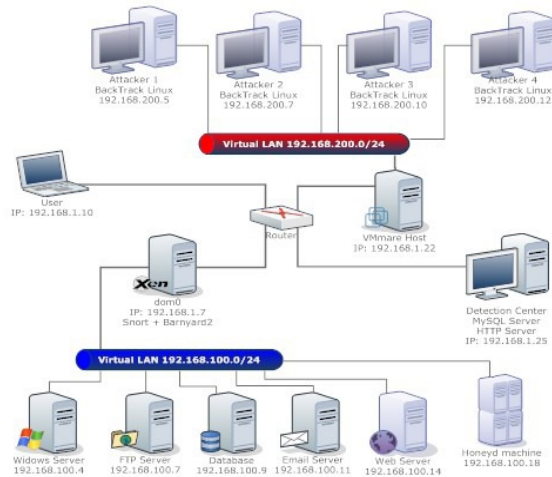 Attacker 1
BackTrack Linux
192.168.200.5
Attacker 2
BackTrack Linux
192.168.200.7
Attacker 3
BackTrack Linux
192.168.200.10
Attacker 4
BackTrack Linux
192.168.200.12
Virtual LAN 192.168.200.0/24
User
IP: 192.168.1.10
Router
VMmare Host
IP: 192.168.1.22
Xen
dom0
IP: 192.168.1.7
Snort + Barnyard2
Detection Center
MySQL Server
HTTP Server
IP: 192.168.1.25
Virtual LAN 192.168.100.0/24
Widows Server
192.168.100.4
FTP Server
192.168.100.7
Database
192.168.100.9
Email Server
192.168.100.11
Web Server
192.168.100.14
Honeyd machine
192.168.100.18